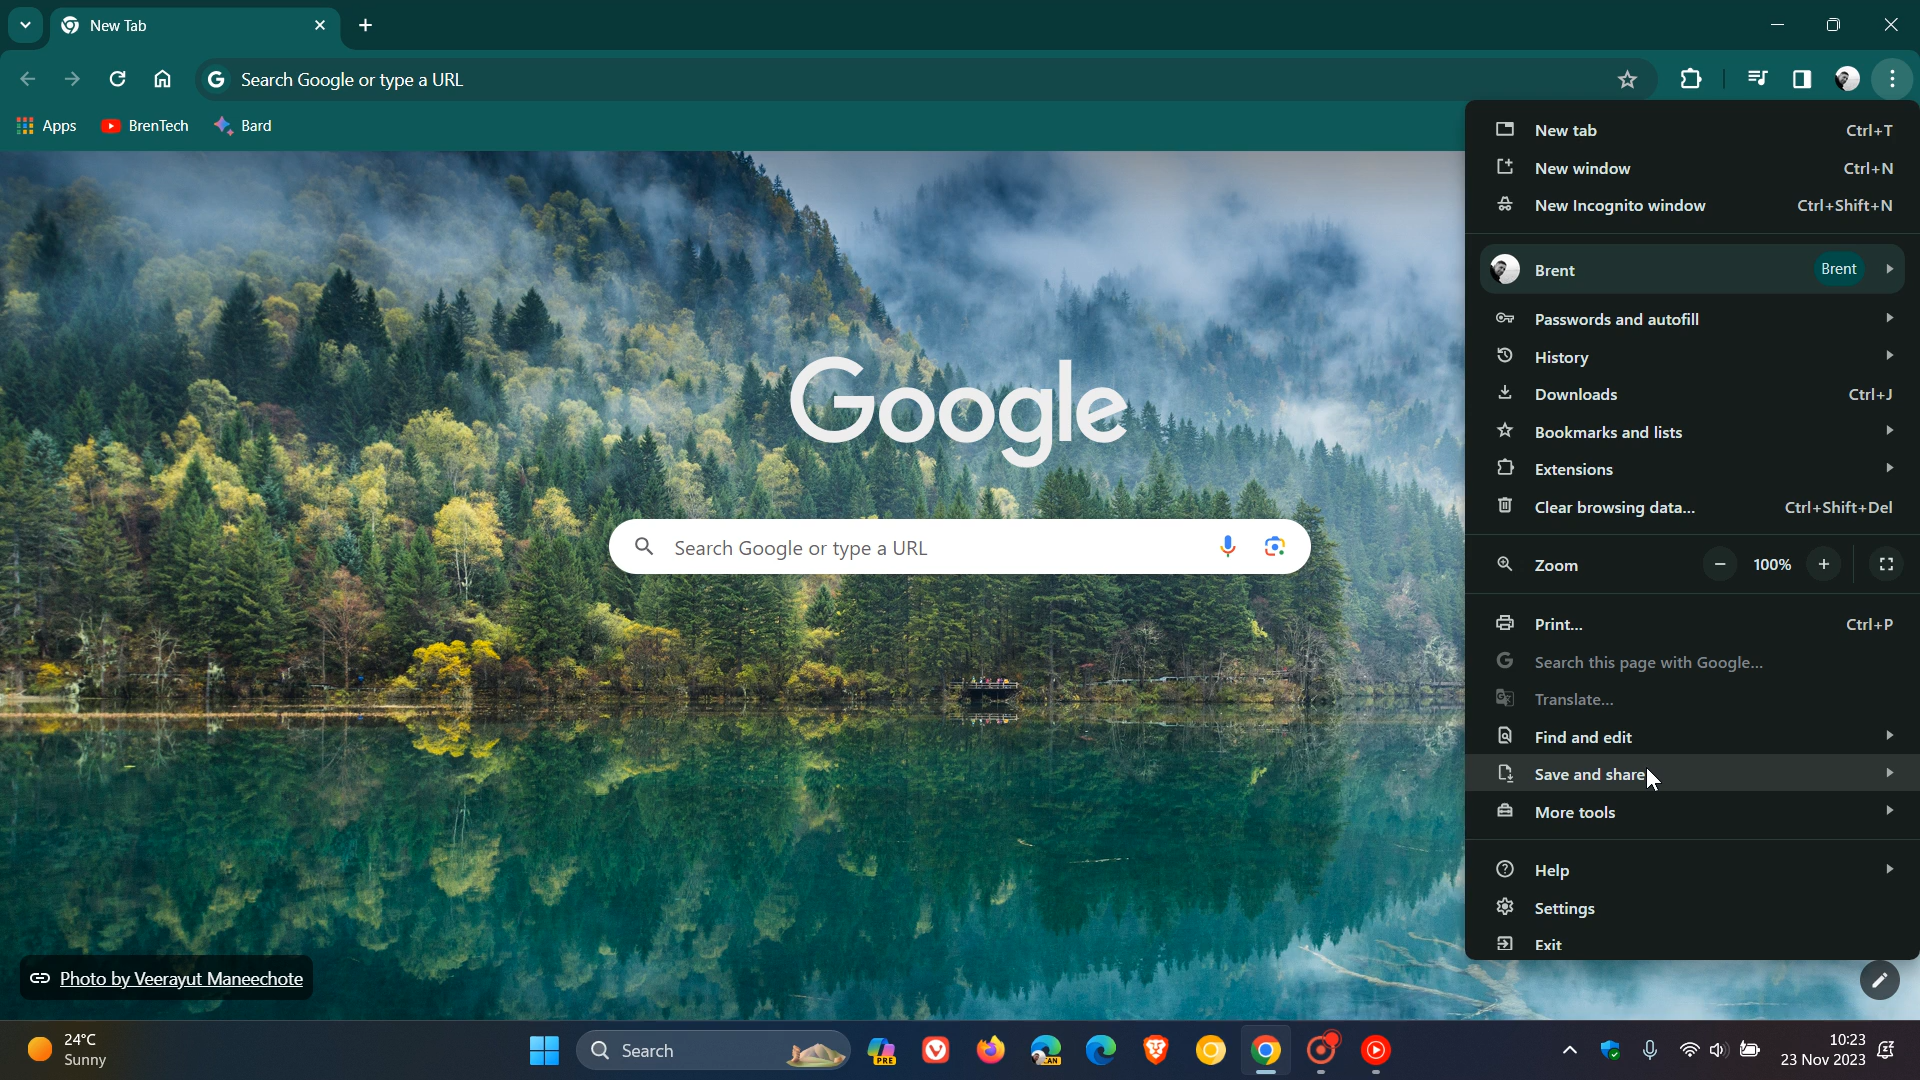 New Tab
Search Google or type a URL
Apps
BrenTech
Bard
New tab Ctrl+T
New window Ctrl+N
New Incognito window Ctrl+Shift+N
Brent Brent
Passwords and autofill
History
Downloads Ctrl+J
Bookmarks and lists
Extensions
Clear browsing data... Ctrl+Shift+Del
Zoom 100%
Print... Ctrl+P
Search this page with Google...
Translate...
Find and edit
Save and share
More tools
Help
Settings
Exit
Google
Search Google or type a URL
Photo by Veerayut Maneechote
24°C
Sunny
Search
PRE
CAN
10:23
23 Nov 2023